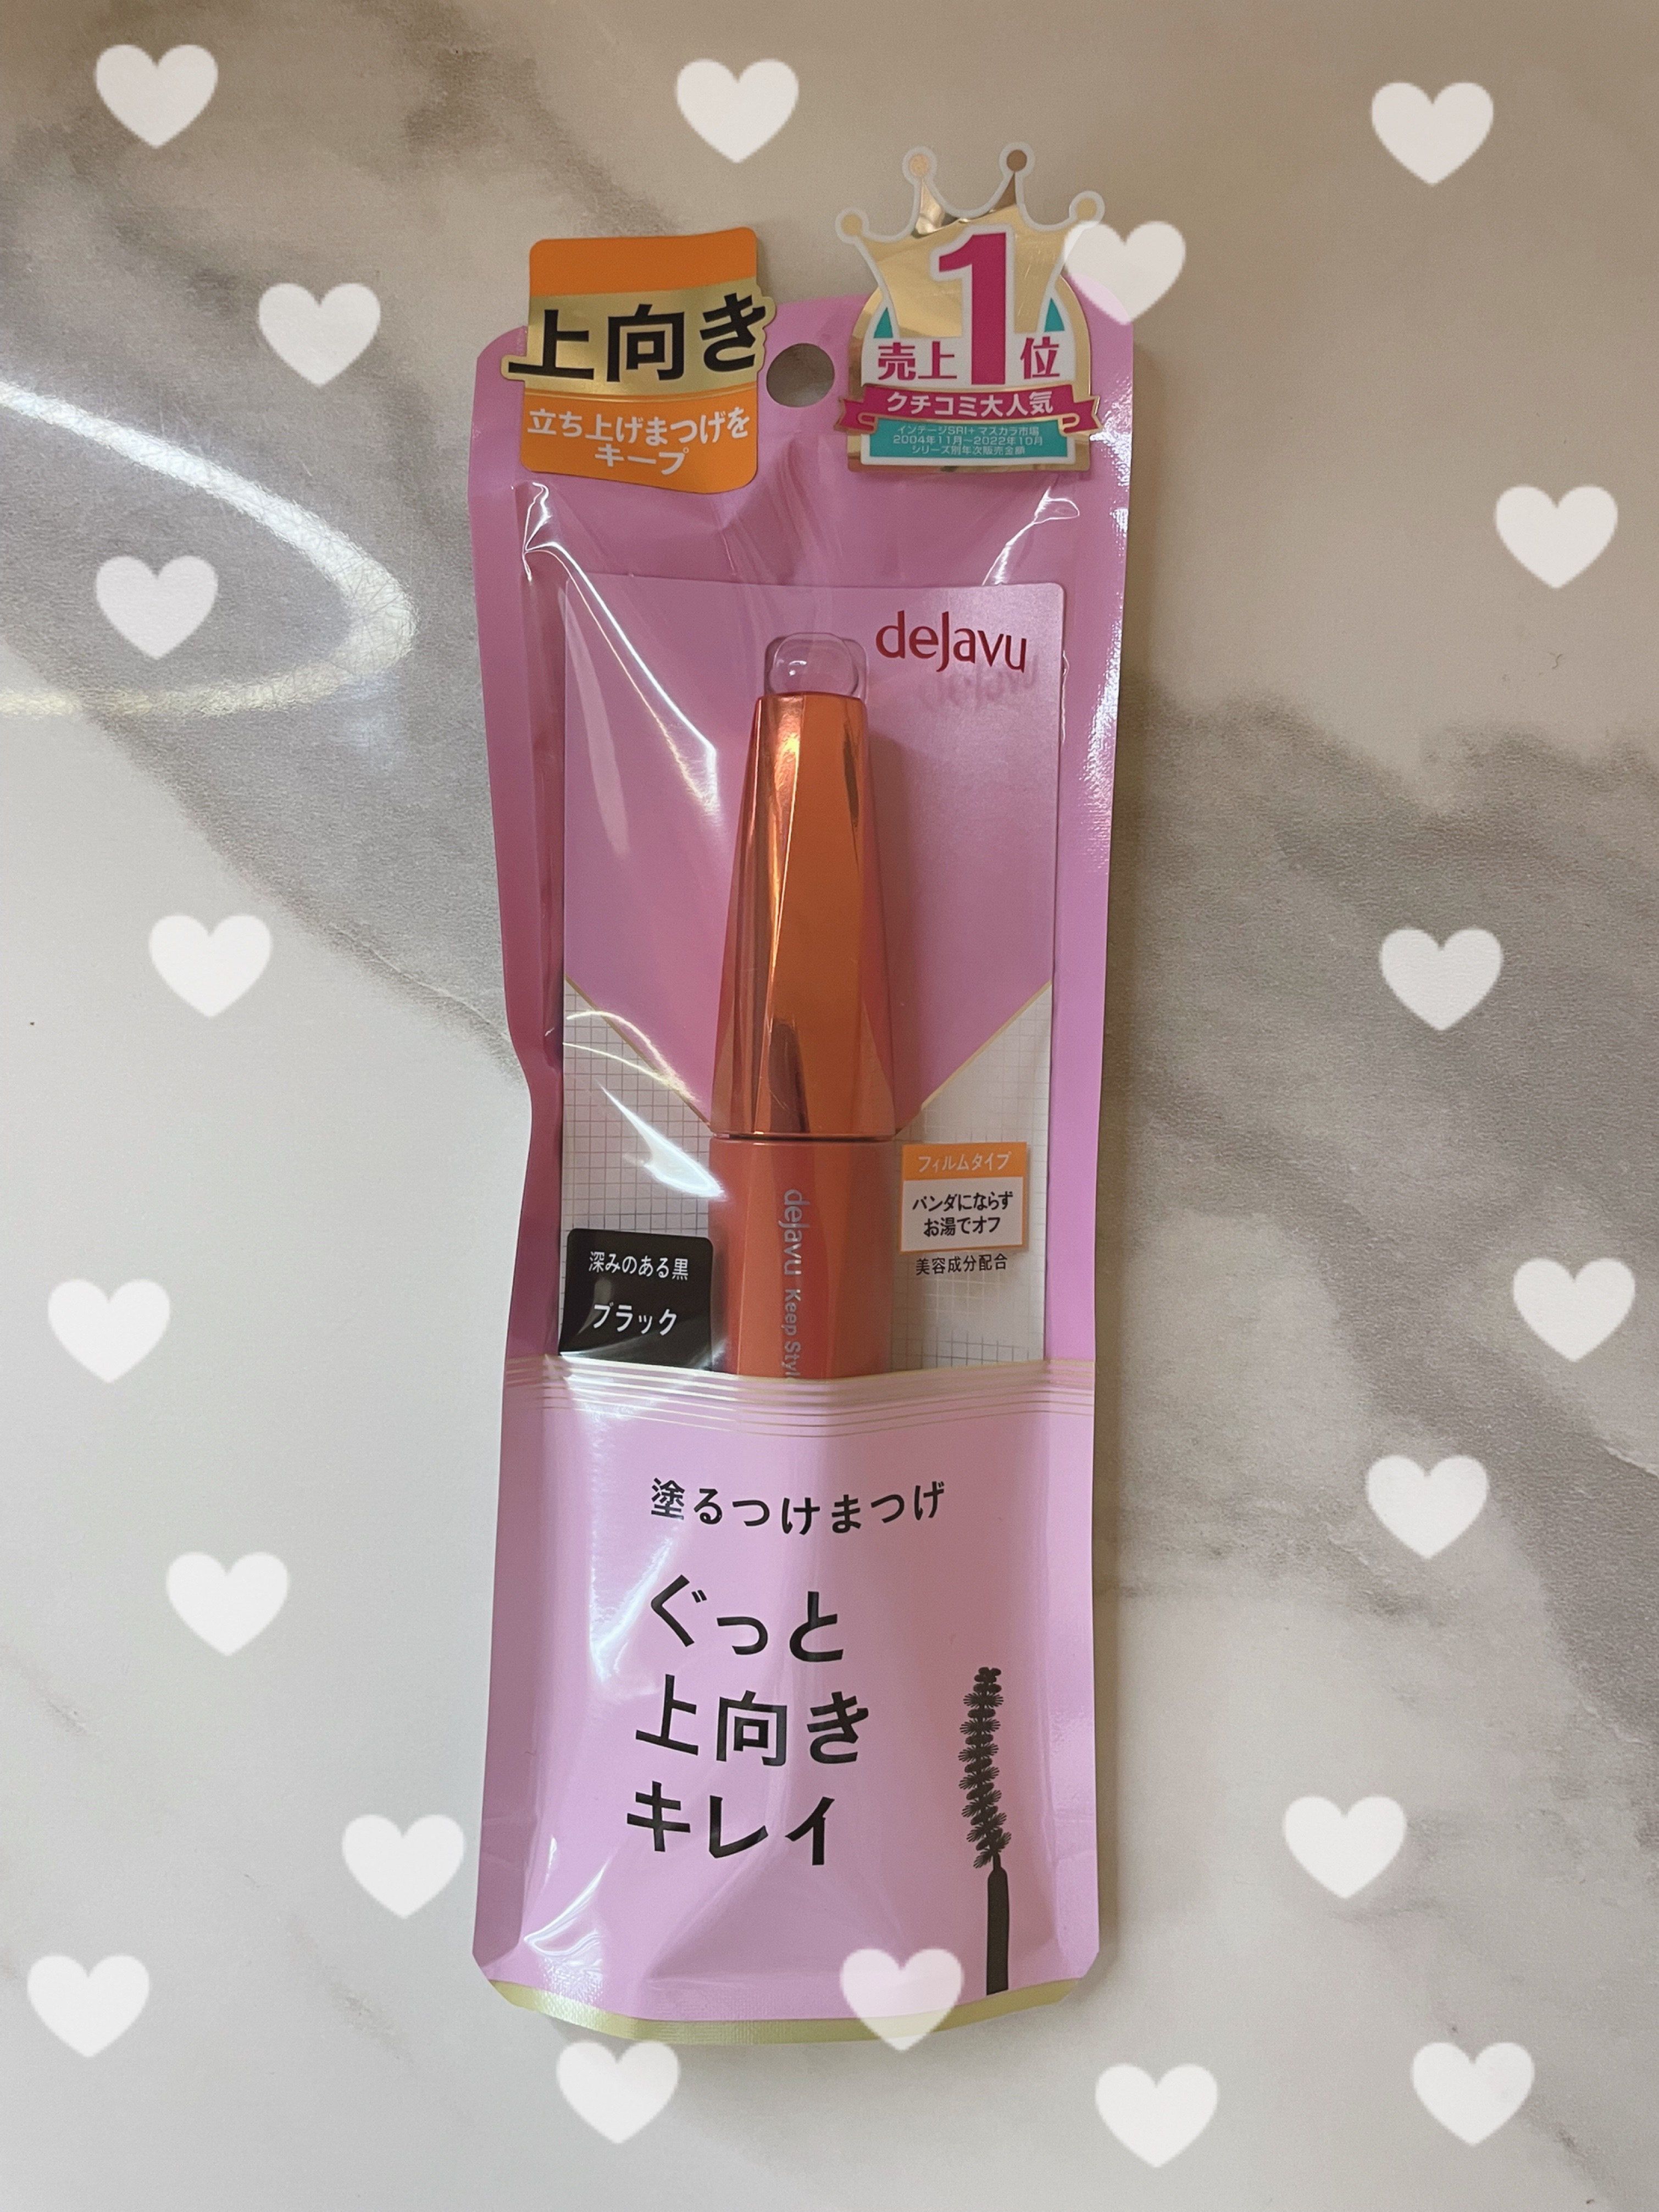 上向き
立ち上げまつげを
キープ
1
売上 位
クチコミ大人気
インテージSRI+マスカラ市場
2004年11月～2022年10月
シリーズ別年次販売金額
deJavu
フィルムタイプ
パンダにならず
お湯でオフ
美容成分配合
深みのある黒
ブラック
deJavu Keep Style
塗るつけまつげ
ぐっと
上向き
キレイ